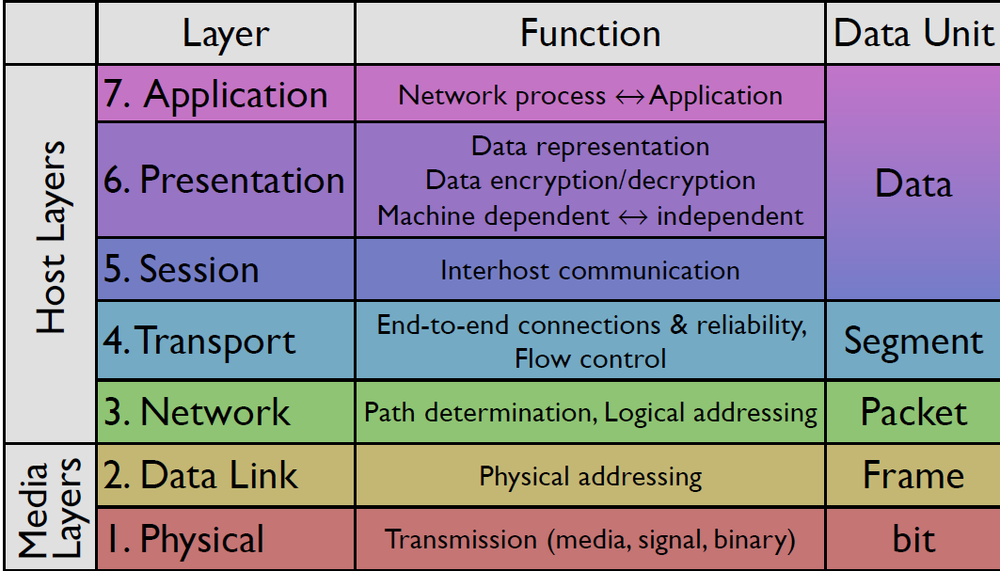 Layer Function Data Unit
Host Layers
7. Application Network process ↔ Application
6. Presentation Data representation
Data encryption/decryption
Machine dependent ↔ independent
Data
5. Session Interhost communication
4. Transport End-to-end connections & reliability,
Flow control
Segment
3. Network Path determination, Logical addressing Packet
Media
Layers
2. Data Link Physical addressing Frame
1. Physical Transmission (media, signal, binary) bit